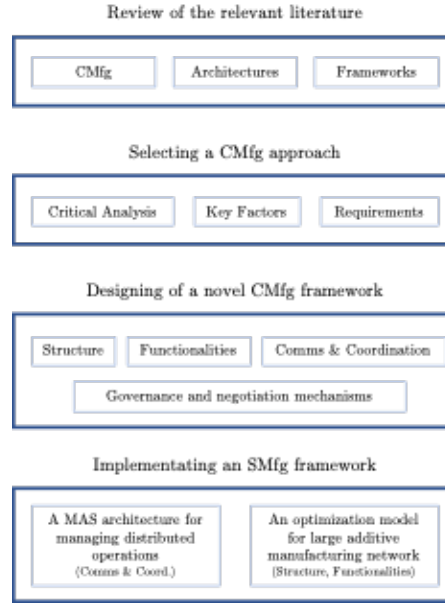 Review of the relevant literature
CMfg Architectures Frameworks
Selecting a CMfg approach
Critical Analysis Key Factors Requirements
Designing of a novel CMfg framework
Structure Functionalities Comms & Coordination
Governance and negotiation mechanisms
Implementating an SMfg framework
A MAS architecture for
managing distributed
operations
(Comms & Coord.)
An optimization model
for large additive
manufacturing network
(Structure, Functionalities)